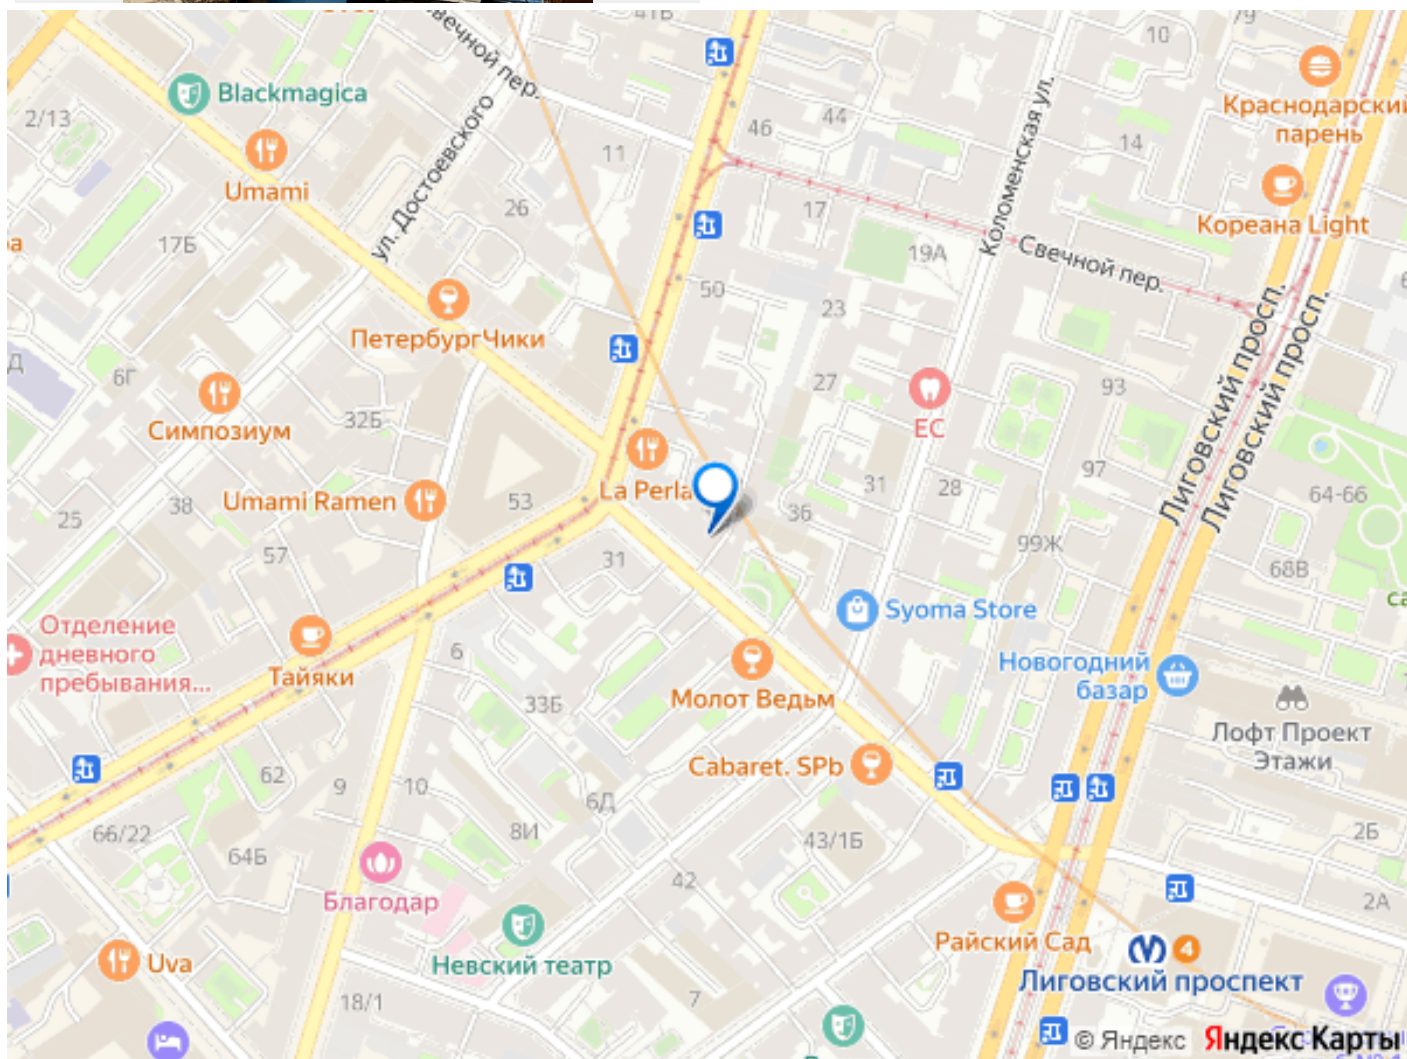 41Б
79
10
Свечной пер.
Blackmagica
2/13
Краснодарский
парень
44
46
14
11
Umami
ул. Достоевского
Коломенская ул.
26
17
Кореана Light
17Б
19А
Свечной пер.
50
23
Лиговский просп.
Лиговский просп.
ПетербургЧики
Д
6Г
27
93
32Б
ЕС
Симпозиум
97
La Perla
31
28
64-66
Umami Ramen
53
38
36
25
57
31
99Ж
68В
са
Syoma Store
Отделение
дневного
пребывания...
6
Тайяки
Новогодний
базар
33Б
Молот Ведьм
Лофт Проект
Этажи
Cabaret. SPb
62
9
10
6Д
66/22
8И
43/1Б
2Б
64Б
42
Благодар
2А
Райский Сад
4
Uva
Невский театр
Лиговский проспект
18/1
7
© Яндекс Яндекс Карты